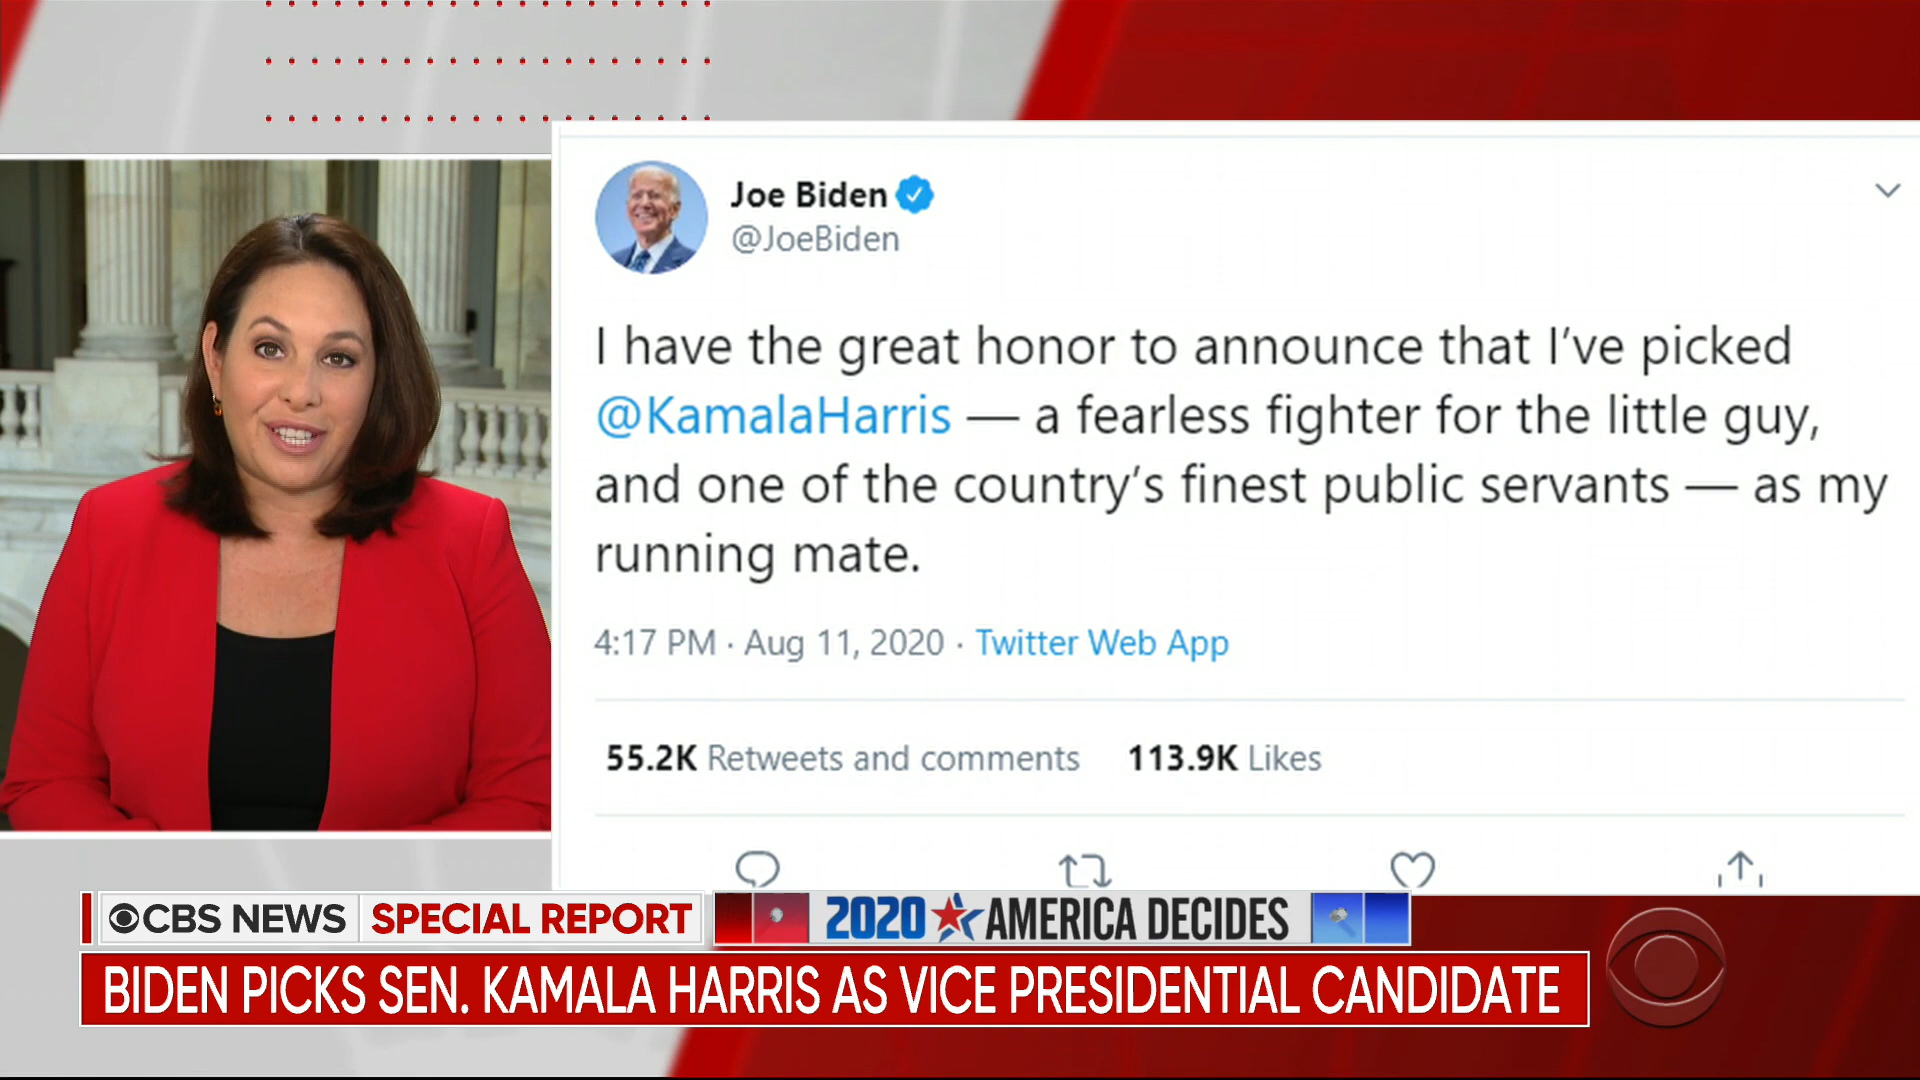 Joe Biden
@JoeBiden
I have the great honor to announce that I've picked
@KamalaHarris — a fearless fighter for the little guy,
and one of the country's finest public servants — as my
running mate.
4:17 PM · Aug 11, 2020 · Twitter Web App
55.2K Retweets and comments 113.9K Likes
CBS NEWS SPECIAL REPORT 2020 AMERICA DECIDES
BIDEN PICKS SEN. KAMALA HARRIS AS VICE PRESIDENTIAL CANDIDATE